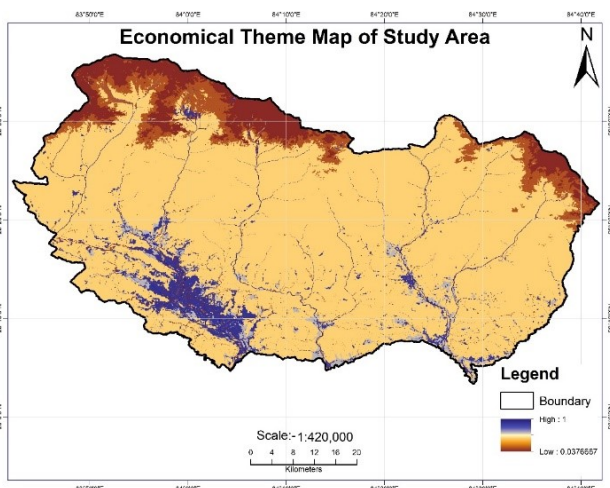 83°50'0"E 84°0'0"E 84°10'0"E 84°20'0"E 84°30'0"E 84°40'0"E
Economical Theme Map of Study Area
N
Legend
Boundary
High : 1
Low : 0.0376687
Scale:-1:420,000
0 4 8 12 16 20
Kilometers